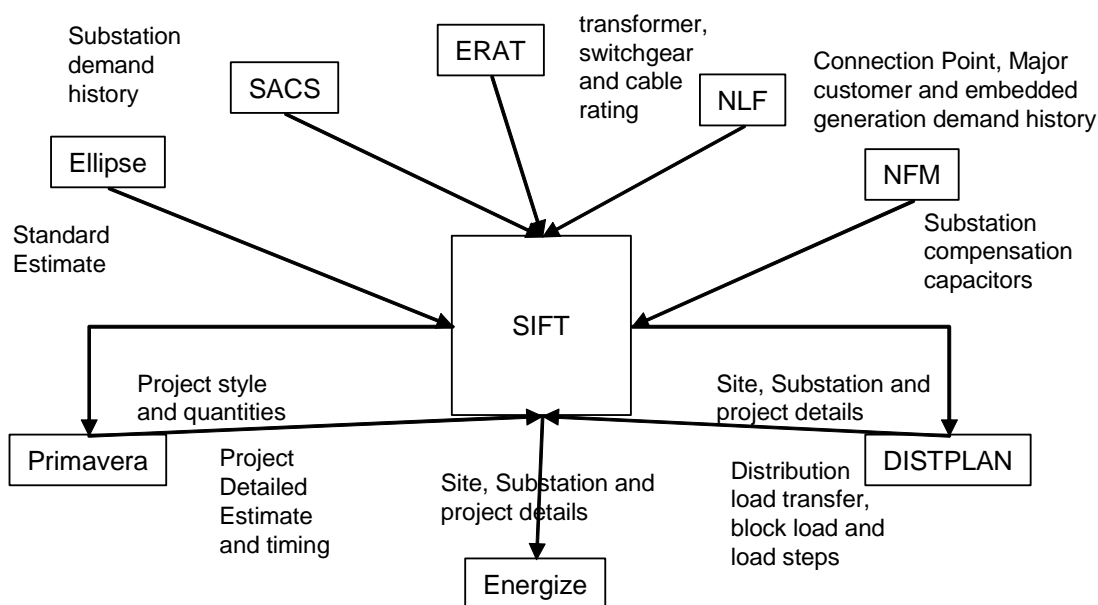 Substation
demand
history
SACS
ERAT
transformer,
switchgear
and cable
rating
NLF
Connection Point, Major
customer and embedded
generation demand history
Ellipse
NFM
Standard
Estimate
Substation
compensation
capacitors
SIFT
Project style
and quantities
Site, Substation and
project details
Primavera
Project
Detailed
Estimate
and timing
Site, Substation and
project details
Distribution
load transfer,
block load and
load steps
DISTPLAN
Energize